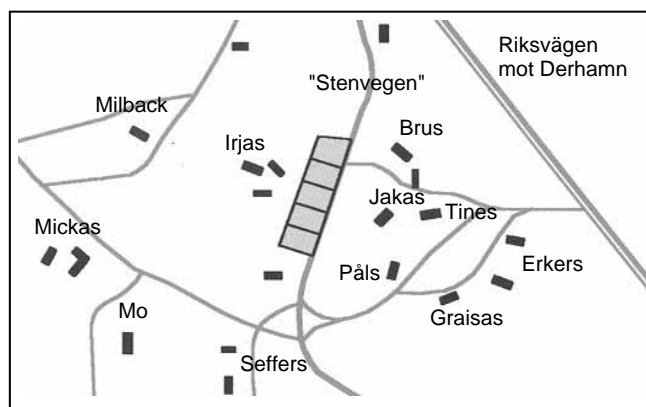 Riksvägen
mot Derhamn
"Stenvegen"
Milback
Brus
Irjas
Jakas
Tines
Mickas
Påls
Erkers
Mo
Graisas
Seffers